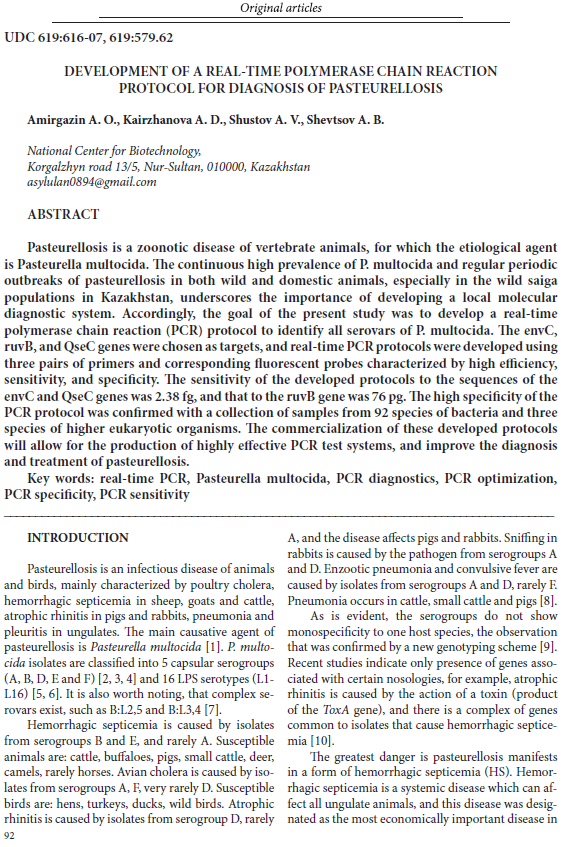 Original articles
UDC 619:616-07, 619:579.62
DEVELOPMENT OF A REAL-TIME POLYMERASE CHAIN REACTION
PROTOCOL FOR DIAGNOSIS OF PASTEURELLOSIS
Amirgazin A. O., Kairzhanova A. D., Shustov A. V., Shevtsov A. B.
National Center for Biotechnology,
Korgalzhyn road 13/5, Nur-Sultan, 010000, Kazakhstan
asylulan0894@gmail.com
ABSTRACT
Pasteurellosis is a zoonotic disease of vertebrate animals, for which the etiological agent
is Pasteurella multocida. The continuous high prevalence of P. multocida and regular periodic
outbreaks of pasteurellosis in both wild and domestic animals, especially in the wild saiga
populations in Kazakhstan, underscores the importance of developing a local molecular
diagnostic system. Accordingly, the goal of the present study was to develop a real-time
polymerase chain reaction (PCR) protocol to identify all serovars of P. multocida. The envC,
ruvB, and QseC genes were chosen as targets, and real-time PCR protocols were developed using
three pairs of primers and corresponding fluorescent probes characterized by high efficiency,
sensitivity, and specificity. The sensitivity of the developed protocols to the sequences of the
envC and QseC genes was 2.38 fg, and that to the ruvB gene was 76 pg. The high specificity of the
PCR protocol was confirmed with a collection of samples from 92 species of bacteria and three
species of higher eukaryotic organisms. The commercialization of these developed protocols
will allow for the production of highly effective PCR test systems, and improve the diagnosis
and treatment of pasteurellosis.
Key words: real-time PCR, Pasteurella multocida, PCR diagnostics, PCR optimization,
PCR specificity, PCR sensitivity
INTRODUCTION
Pasteurellosis is an infectious disease of animals
and birds, mainly characterized by poultry cholera,
hemorrhagic septicemia in sheep, goats and cattle,
atrophic rhinitis in pigs and rabbits, pneumonia and
pleuritis in ungulates. The main causative agent of
pasteurellosis is Pasteurella multocida [1]. P. multo-
cida isolates are classified into 5 capsular serogroups
(A, B, D, E and F) [2, 3, 4] and 16 LPS serotypes (L1-
L16) [5, 6]. It is also worth noting, that complex se-
rovars exist, such as B:L2,5 and B:L3,4 [7].
Hemorrhagic septicemia is caused by isolates
from serogroups B and E, and rarely A. Susceptible
animals are: cattle, buffaloes, pigs, small cattle, deer,
camels, rarely horses. Avian cholera is caused by iso-
lates from serogroups A, F, very rarely D. Susceptible
birds are: hens, turkeys, ducks, wild birds. Atrophic
rhinitis is caused by isolates from serogroup D, rarely
A, and the disease affects pigs and rabbits. Sniffing in
rabbits is caused by the pathogen from serogroups A
and D. Enzootic pneumonia and convulsive fever are
caused by isolates from serogroups A and D, rarely F.
Pneumonia occurs in cattle, small cattle and pigs [8].
As is evident, the serogroups do not show
monospecificity to one host species, the observation
that was confirmed by a new genotyping scheme [9].
Recent studies indicate only presence of genes asso-
ciated with certain nosologies, for example, atrophic
rhinitis is caused by the action of a toxin (product
of the ToxA gene), and there is a complex of genes
common to isolates that cause hemorrhagic septice-
mia [10].
The greatest danger is pasteurellosis manifests
in a form of hemorrhagic septicemia (HS). Hemor-
rhagic septicemia is a systemic disease which can af-
fect all ungulate animals, and this disease was desig-
nated as the most economically important disease in
92